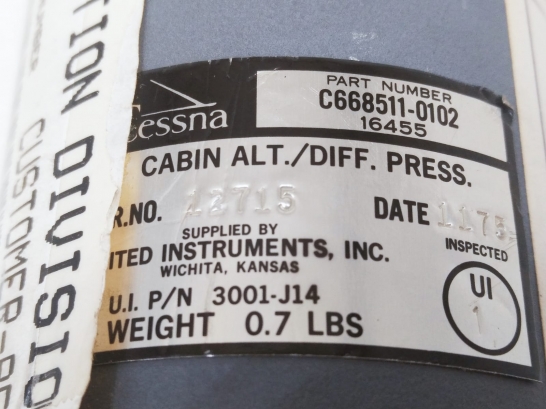 TION DIVISIO
CUSTOMER
Cessna
PART NUMBER
C668511-0102
16455
CABIN ALT./DIFF. PRESS.
R.NO. 12715
DATE 1175
SUPPLIED BY
ITED INSTRUMENTS, INC.
WICHITA, KANSAS
INSPECTED
UI
1
U.I. P/N 3001-J14
WEIGHT 0.7 LBS